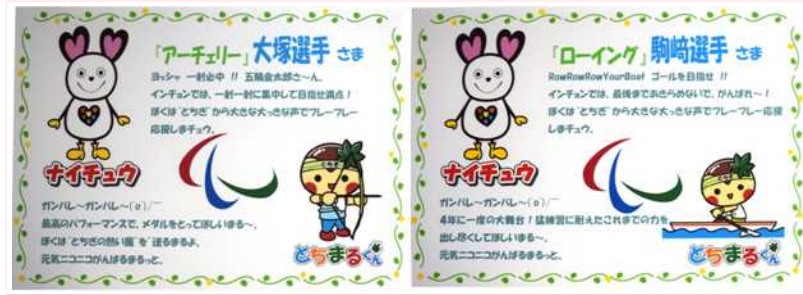 「アーチェリー」大塚選手 さま
ヨッシャ 一射必中 !! 五輪金太郎さ～ん。
インチョンでは、一射一射に集中して目指せ満点！
ぼくは“とちぎ”から大きな大っきな声でフレーフレー
応援しまチュウ。
ナイチュウ
ガンバレ～ガンバレ～(o)/￣
最高のパフォーマンスで、メダルをとってほしいまる～。
ぼくは“とちぎの熱い風”を送るまるよ。
元気ニコニコがんばるまるっと。
とちまるくん
「ローイング」駒﨑選手 さま
RowRowRowYourBoat ゴールを目指せ !!
インチョンでは、最後まであきらめないで、がんばれ～！
ぼくは“とちぎ”から大きな大っきな声でフレーフレー応援
しまチュウ。
ナイチュウ
ガンバレ～ガンバレ～(o)/￣
4年に一度の大舞台！猛練習に耐えたこれまでの力を
出し尽くしてほしいまる～。
元気ニコニコがんばるまるっと。
とちまるくん